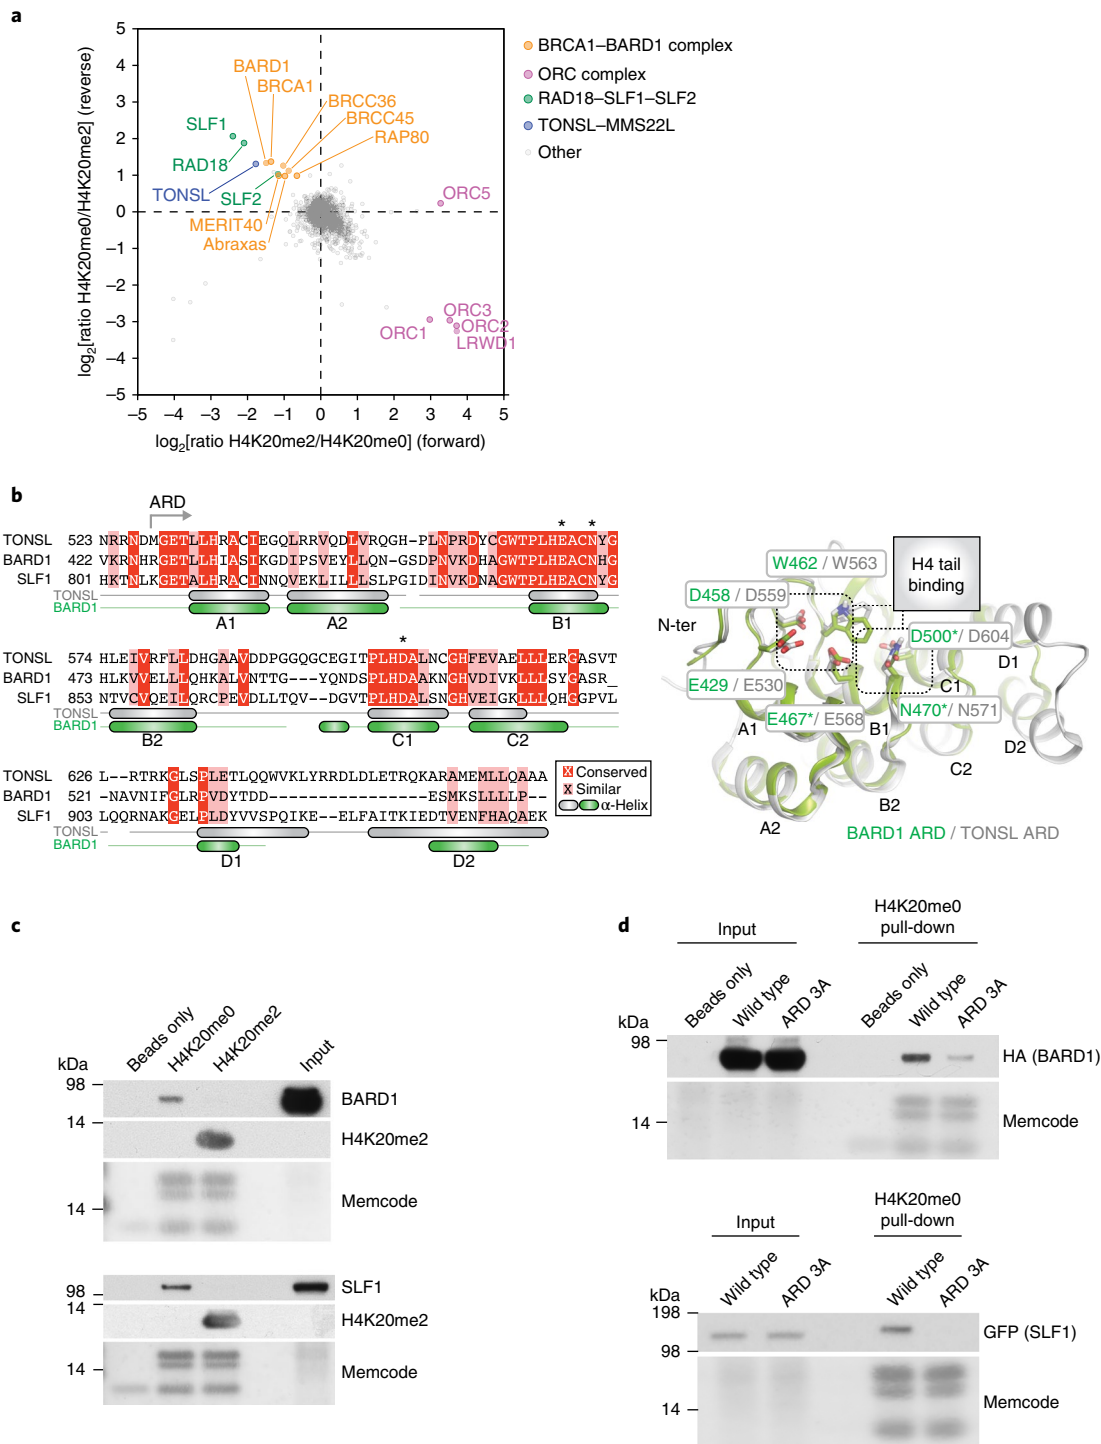 a
5
4
3
2
1
0
−1
−2
−3
−4
−5
−5 −4 −3 −2 −1 0 1 2 3 4 5
log2[ratio H4K20me0/H4K20me2] (reverse)
log2[ratio H4K20me2/H4K20me0] (forward)
BARD1
BRCA1
BRCC36
BRCC45
RAP80
SLF1
RAD18
TONSL
SLF2
MERIT40
Abraxas
ORC5
ORC3
ORC1
ORC2
LRWD1
BRCA1–BARD1 complex
ORC complex
RAD18–SLF1–SLF2
TONSL–MMS22L
Other
b
ARD
* *
TONSL 523 NRRNDMGETLLHRACIEGQLRRVQDLVRQGH-PLNPRDYCGWTPLHEACNYG
BARD1 422 VKRNHRGETLLHIASIKGDIPSVEYLLQN-GSDPNVKDHAGWTPLHEACNHG
SLF1 801 HKTNLKGETALHRACINNQVEKLILLLSLPGIDINVKDNAGWTPLHEACNYG
TONSL
BARD1
A1 A2 B1
*
TONSL 574 HLEIVRFLLDHGAAVDDPGGQGCEGITPLHDALNCGHFEVAELLLERGASVT
BARD1 473 HLKVVELLLQHKALVNTTG---YQNDSPLHDAAKNGHVDIVKLLLSYGASR_
SLF1 853 NTVCVQEILQRCPEVDLLTQV--DGVTPLHDALSNGHVEIGKLLLQHGGPVL
TONSL
BARD1
B2 C1 C2
TONSL 626 L--RTRKGLSPLETLQQWVKLYRRDLDLETRQKARAMEMLLQAAA
BARD1 521 -NAVNIFGLRPVDYTDD----------ESMKSLLLLP--
SLF1 903 LQQRNAKGELPLDYVVSPQIKE--ELFAITKIEDTVENFHAQAEK
TONSL
BARD1
D1 D2
X Conserved
X Similar
α-Helix
W462 / W563
H4 tail
binding
D458 / D559
N-ter
D500*/ D604
D1
E429 / E530
C1
A1
E467*/ E568
B1
N470*/ N571
D2
C2
B2
A2
BARD1 ARD / TONSL ARD
c
Beads only
H4K20me0
H4K20me2
Input
kDa
98
BARD1
14
H4K20me2
Memcode
14
SLF1
98
14
H4K20me2
14
Memcode
d
Input
H4K20me0
pull-down
Beads only
Wild type
ARD 3A
Beads only
Wild type
ARD 3A
kDa
98
HA (BARD1)
14
Memcode
Input
H4K20me0
pull-down
Wild type
ARD 3A
Wild type
ARD 3A
kDa
198
GFP (SLF1)
98
Memcode
14